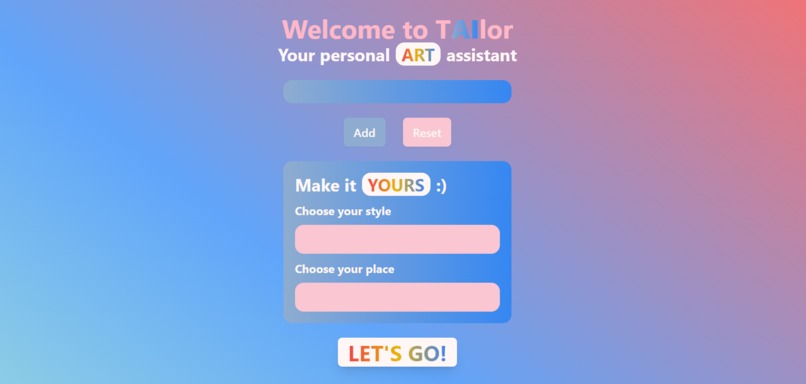 Welcome to TAIlor
Your personal ART assistant
Add Reset
Make it YOURS :)
Choose your style
Choose your place
LET'S GO!